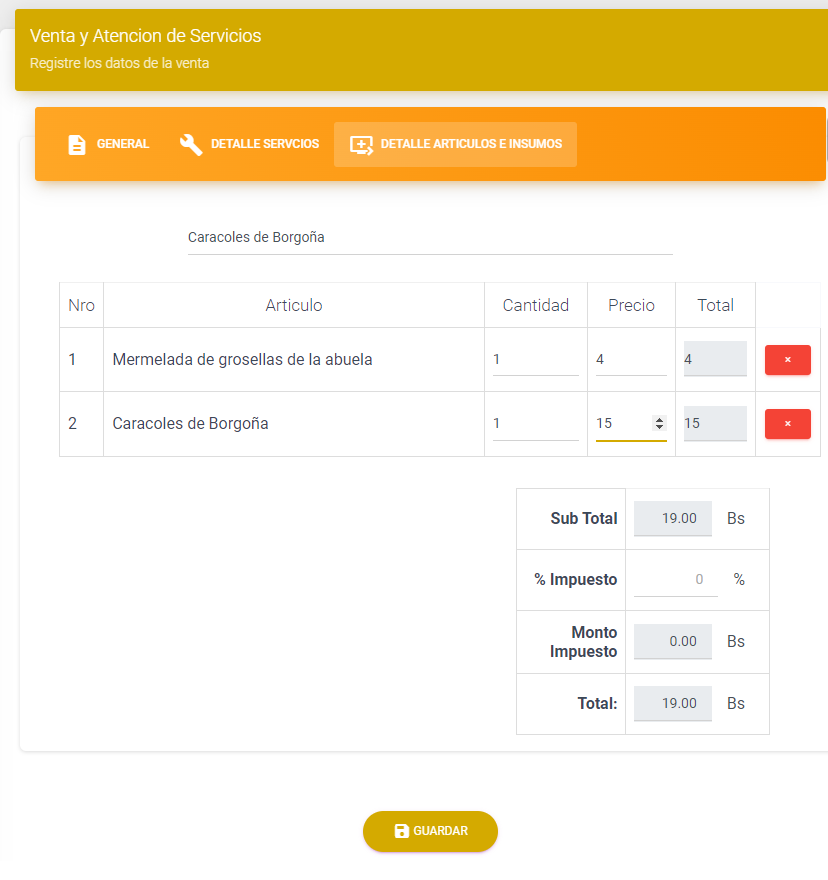 Venta y Atencion de Servicios
Registre los datos de la venta
GENERAL DETALLE SERVCIOS DETALLE ARTICULOS E INSUMOS
Caracoles de Borgoña
Nro Articulo Cantidad Precio Total
1 Mermelada de grosellas de la abuela 1 4 4 ×
2 Caracoles de Borgoña 1 15 15 ×
Sub Total 19.00 Bs
% Impuesto 0 %
Monto
Impuesto 0.00 Bs
Total: 19.00 Bs
GUARDAR